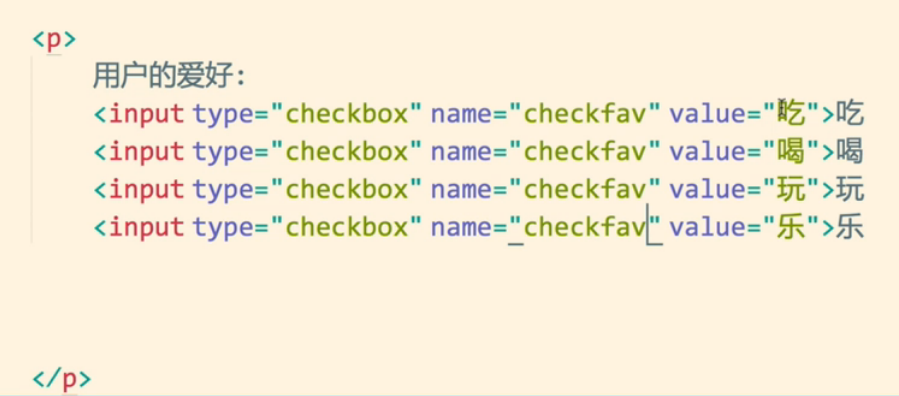 <p>
用户的爱好:
<input type="checkbox" name="checkfav" value="吃">吃
<input type="checkbox" name="checkfav" value="喝">喝
<input type="checkbox" name="checkfav" value="玩">玩
<input type="checkbox" name="checkfav" value="乐">乐
</p>